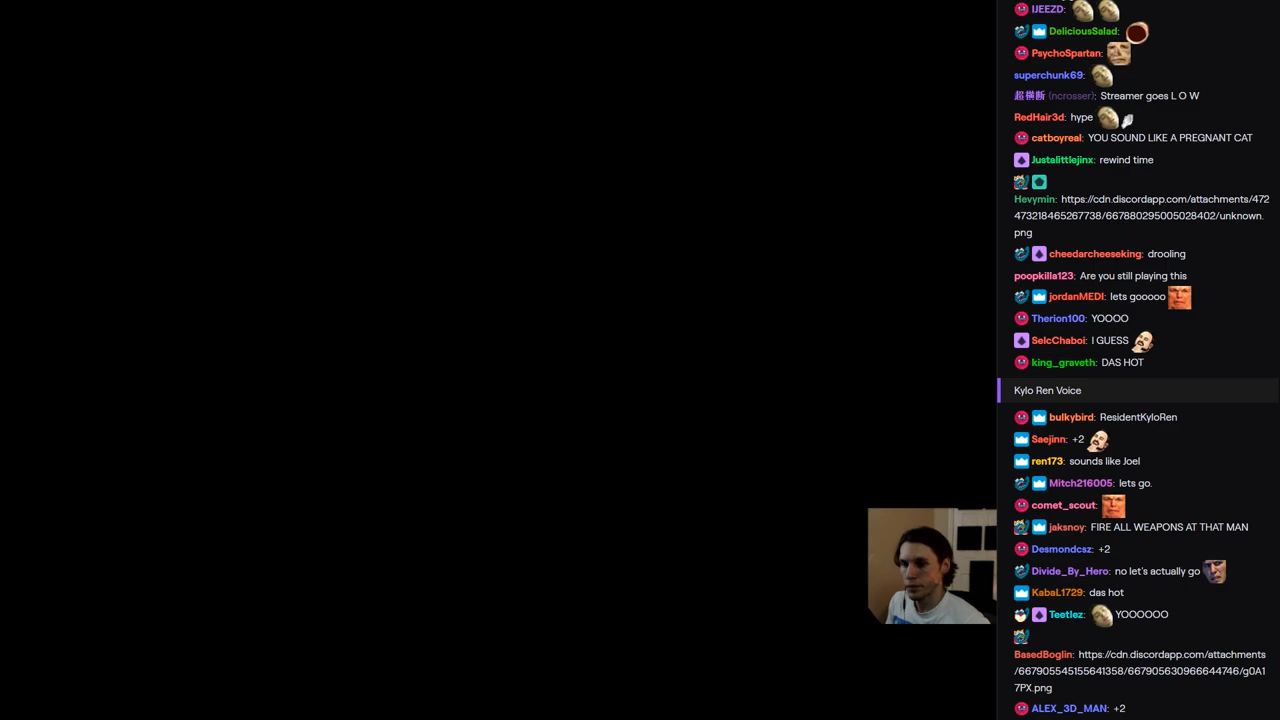 IJEEZD:
DeliciousSalad:
PsychoSpartan:
superchunk69:
超横断 (ncrosser): Streamer goes L O W
RedHair3d: hype
catboyreal: YOU SOUND LIKE A PREGNANT CAT
Justalittlejinx: rewind time
Hevymin: https://cdn.discordapp.com/attachments/472
473218465267738/667880295005028402/unknown.
png
cheedarcheeseking: drooling
poopkilla123: Are you still playing this
jordanMEDI: lets gooooo
Therion100: YOOOO
SelcChaboi: I GUESS
king_graveth: DAS HOT
Kylo Ren Voice
bulkybird: ResidentKyloRen
Saejinn: +2
ren173: sounds like Joel
Mitch216005: lets go.
comet_scout:
jaksnoy: FIRE ALL WEAPONS AT THAT MAN
Desmondcsz: +2
Divide_By_Hero: no let's actually go
KabaL1729: das hot
Teetlez: YOOOOOO
BasedBoglin: https://cdn.discordapp.com/attachments
/667905545155641358/667905630966644746/g0A1
7PX.png
ALEX_3D_MAN: +2